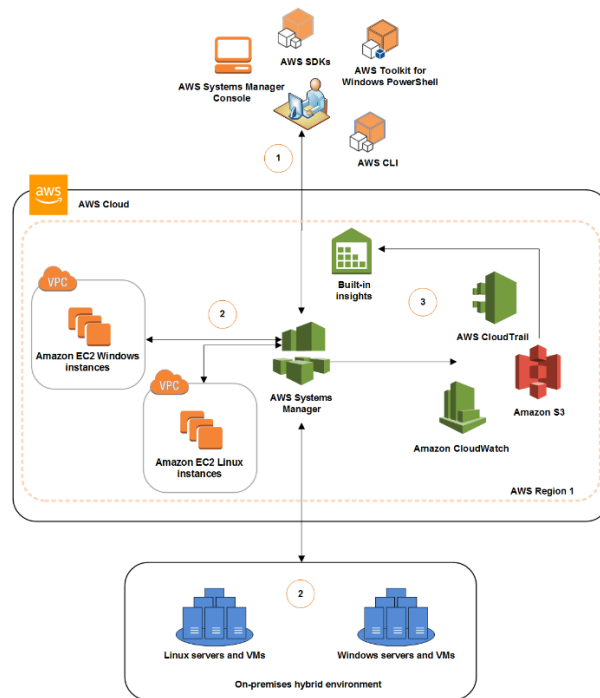 AWS SDKs
AWS Toolkit for
Windows PowerShell
AWS Systems Manager
Console
AWS CLI
1
aws
AWS Cloud
Built-in
insights
VPC
2
3
Amazon EC2 Windows
instances
AWS CloudTrail
VPC
AWS Systems
Manager
Amazon S3
Amazon EC2 Linux
instances
Amazon CloudWatch
AWS Region 1
2
Linux servers and VMs
Windows servers and VMs
On-premises hybrid environment